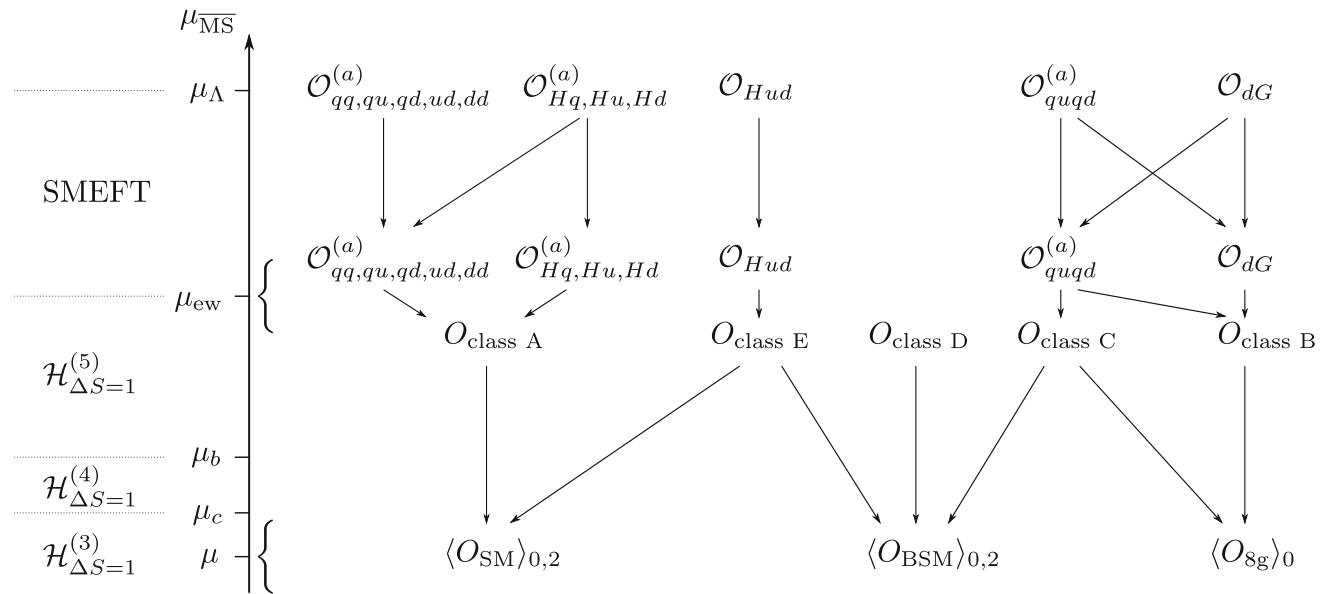 μ_{\overline{MS}}
μ_Λ O^{(a)}_{qq,qu,qd,ud,dd} O^{(a)}_{Hq,Hu,Hd} O_{Hud} O^{(a)}_{quqd} O_{dG}
SMEFT
O^{(a)}_{qq,qu,qd,ud,dd} O^{(a)}_{Hq,Hu,Hd} O_{Hud} O^{(a)}_{quqd} O_{dG}
μ_{ew}
O_{class A} O_{class E} O_{class D} O_{class C} O_{class B}
H^{(5)}_{ΔS=1}
μ_b
H^{(4)}_{ΔS=1}
μ_c
H^{(3)}_{ΔS=1} μ ⟨O_{SM}⟩_{0,2} ⟨O_{BSM}⟩_{0,2} ⟨O_{8g}⟩_0